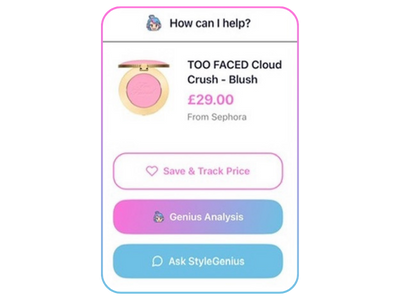 How can I help?
TOO FACED Cloud
Crush - Blush
£29.00
From Sephora
Save & Track Price
Genius Analysis
Ask StyleGenius